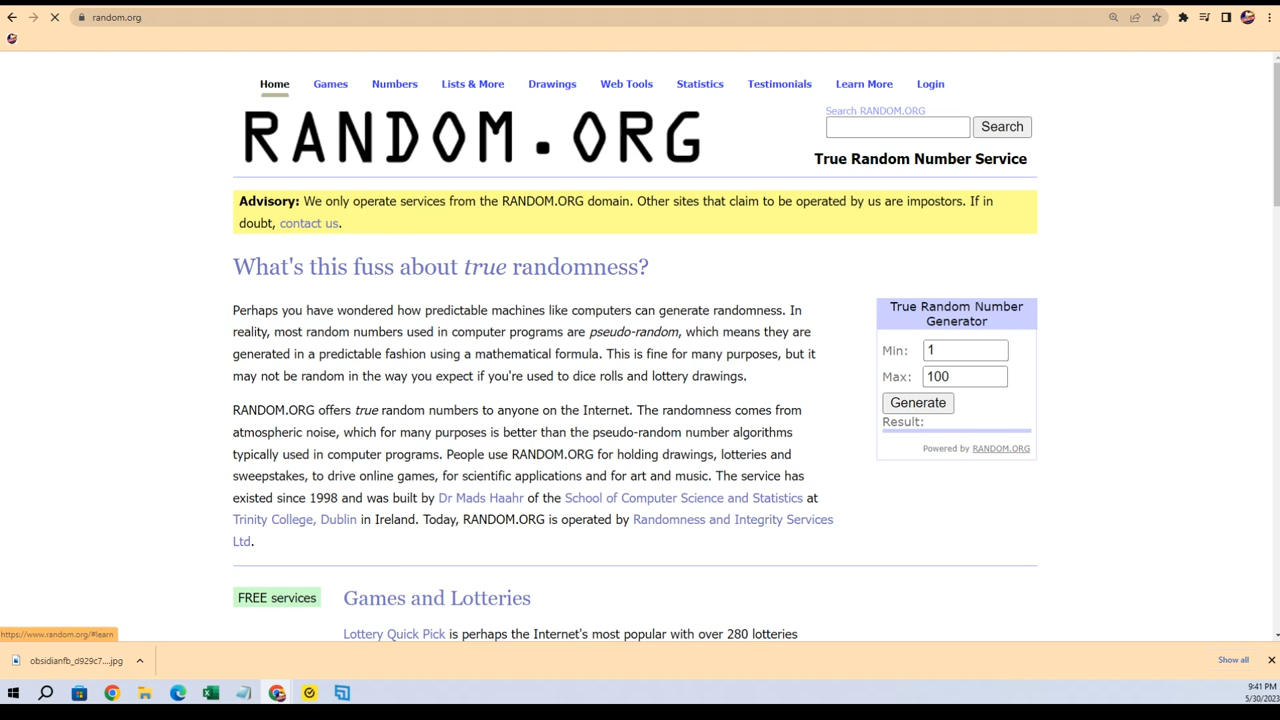 random.org
Home Games Numbers Lists & More Drawings Web Tools Statistics Testimonials Learn More Login
Search RANDOM.ORG
RANDOM.ORG
Search
True Random Number Service
Advisory: We only operate services from the RANDOM.ORG domain. Other sites that claim to be operated by us are impostors. If in
doubt, contact us.
What's this fuss about true randomness?
Perhaps you have wondered how predictable machines like computers can generate randomness. In
reality, most random numbers used in computer programs are pseudo-random, which means they are
generated in a predictable fashion using a mathematical formula. This is fine for many purposes, but it
may not be random in the way you expect if you're used to dice rolls and lottery drawings.
RANDOM.ORG offers true random numbers to anyone on the Internet. The randomness comes from
atmospheric noise, which for many purposes is better than the pseudo-random number algorithms
typically used in computer programs. People use RANDOM.ORG for holding drawings, lotteries and
sweepstakes, to drive online games, for scientific applications and for art and music. The service has
existed since 1998 and was built by Dr Mads Haahr of the School of Computer Science and Statistics at
Trinity College, Dublin in Ireland. Today, RANDOM.ORG is operated by Randomness and Integrity Services
Ltd.
True Random Number
Generator
Min: 1
Max: 100
Generate
Result:
Powered by RANDOM.ORG
FREE services
Games and Lotteries
Lottery Quick Pick is perhaps the Internet's most popular with over 280 lotteries
https://www.random.org/#learn
obsidianfb_d929c7....jpg
Show all
9:41 PM
5/30/2023